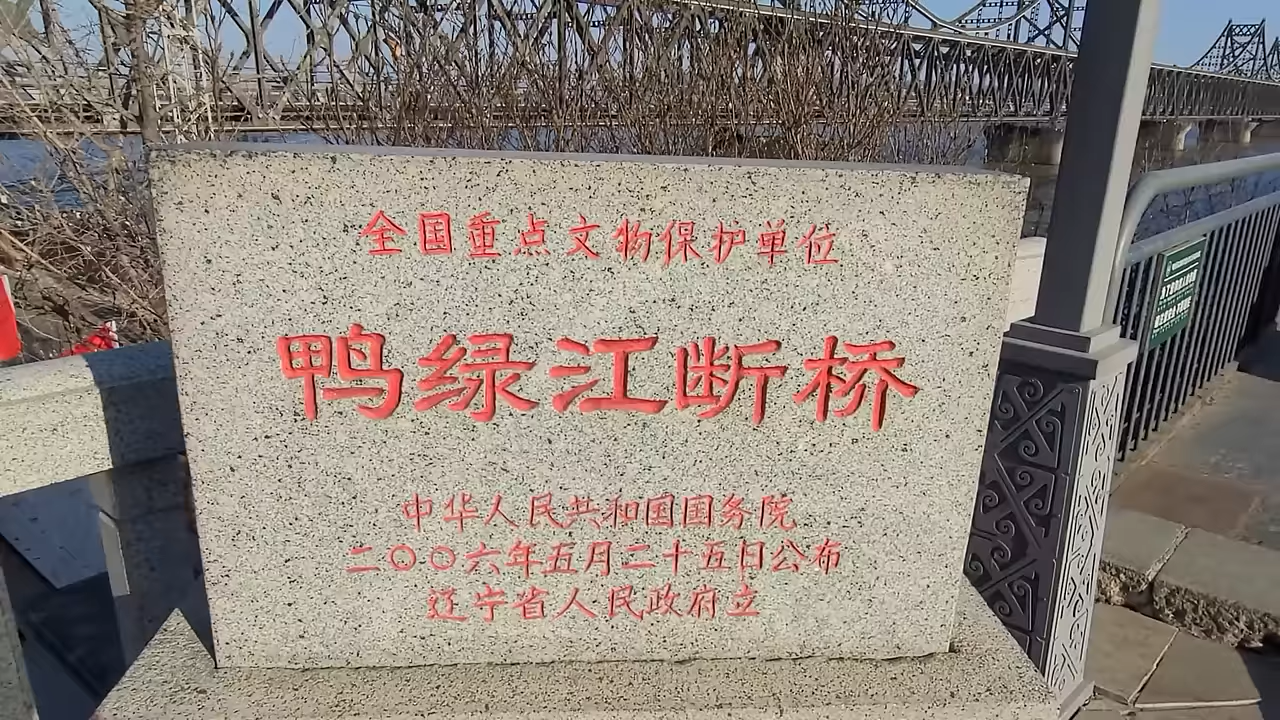 全国重点文物保护单位
鸭绿江断桥
中华人民共和国国务院
二〇〇六年五月二十五日公布
辽宁省人民政府立